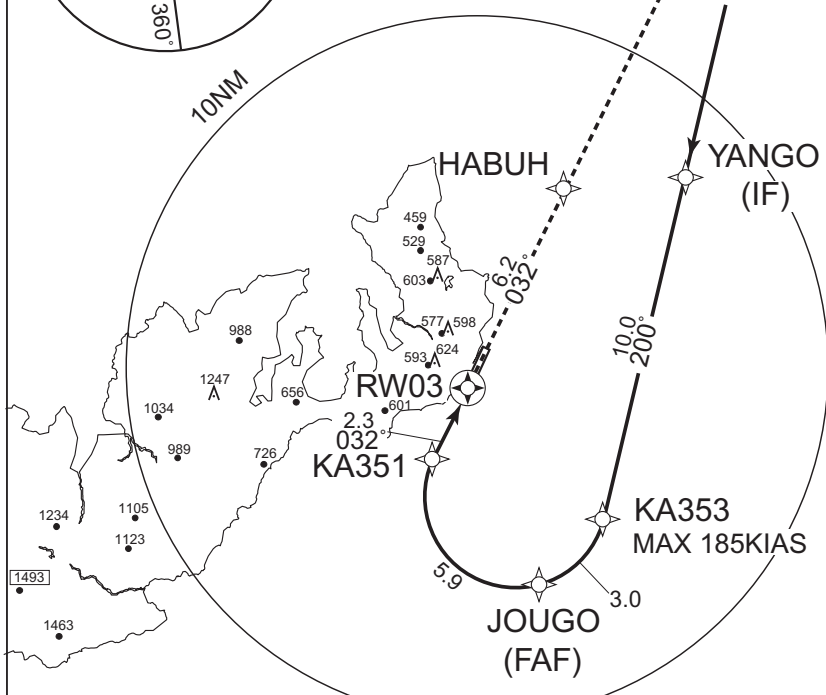 360°
10NM
HABUH
YANGO
(IF)
459
529
587
603
6.2
032°
577
598
988
10.0
200°
624
593
1247
RW03
656
601
1034
2.3
032°
989
726
KA351
1234
1105
KA353
MAX 185KIAS
1123
1493
5.9
3.0
JOUGO
(FAF)
1463